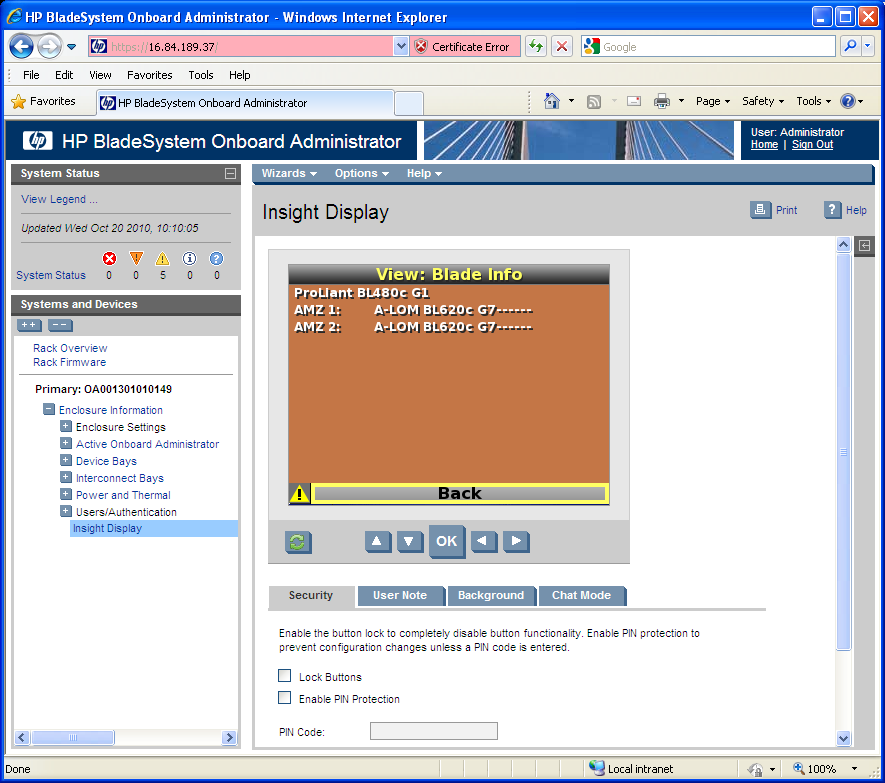 HP BladeSystem Onboard Administrator - Windows Internet Explorer
https://16.84.189.37/
Certificate Error
Google
File Edit View Favorites Tools Help
Favorites
HP BladeSystem Onboard Administrator
Page Safety Tools
hp HP BladeSystem Onboard Administrator
User: Administrator
Home | Sign Out
System Status
View Legend ...
Updated Wed Oct 20 2010, 10:10:05
System Status 0 0 5 0 0
Systems and Devices
Rack Overview
Rack Firmware
Primary: OA001301010149
Enclosure Information
Enclosure Settings
Active Onboard Administrator
Device Bays
Interconnect Bays
Power and Thermal
Users/Authentication
Insight Display
Wizards Options Help
Insight Display
Print Help
View: Blade Info
ProLiant BL480c G1
AMZ 1: A-LOM BL620c G7------
AMZ 2: A-LOM BL620c G7------
Back
OK
Security User Note Background Chat Mode
Enable the button lock to completely disable button functionality. Enable PIN protection to
prevent configuration changes unless a PIN code is entered.
Lock Buttons
Enable PIN Protection
PIN Code:
Done
Local intranet
100%